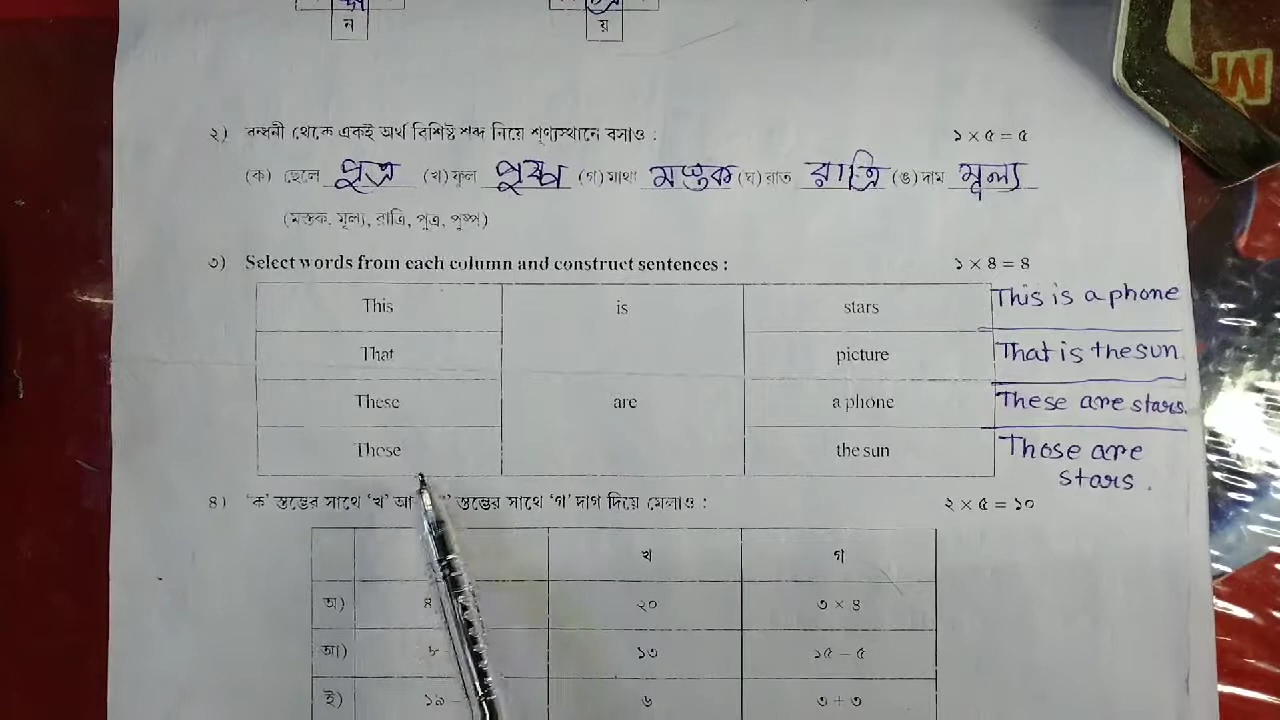 ন য়
২) বন্ধনী থেকে একই অর্থ বিশিষ্ট শব্দ নিয়ে শূণ্যস্থানে বসাও : ১ × ৫ = ৫
(ক) ছেলে পুত্র (খ) ফুল পুষ্প (গ) মাথা মস্তক (ঘ) রাত রাত্রি (ঙ) দাম মূল্য
(মস্তক, মূল্য, রাত্রি, পুত্র, পুষ্প)
৩) Select words from each column and construct sentences : ১ × ৪ = ৪
This is stars This is a phone
That picture That is the sun
These are a phone These are stars.
Those the sun Those are
stars.
৪) 'ক' স্তম্ভের সাথে 'খ' স্তম্ভের সাথে 'গ' দাগ দিয়ে মেলাও : ২ × ৫ = ১০
খ গ
অ) ৪ ২০ ৩ × ৪
আ) ৮ ১৩ ১৫ – ৫
ই) ১৯ ৬ ৩ + ৩